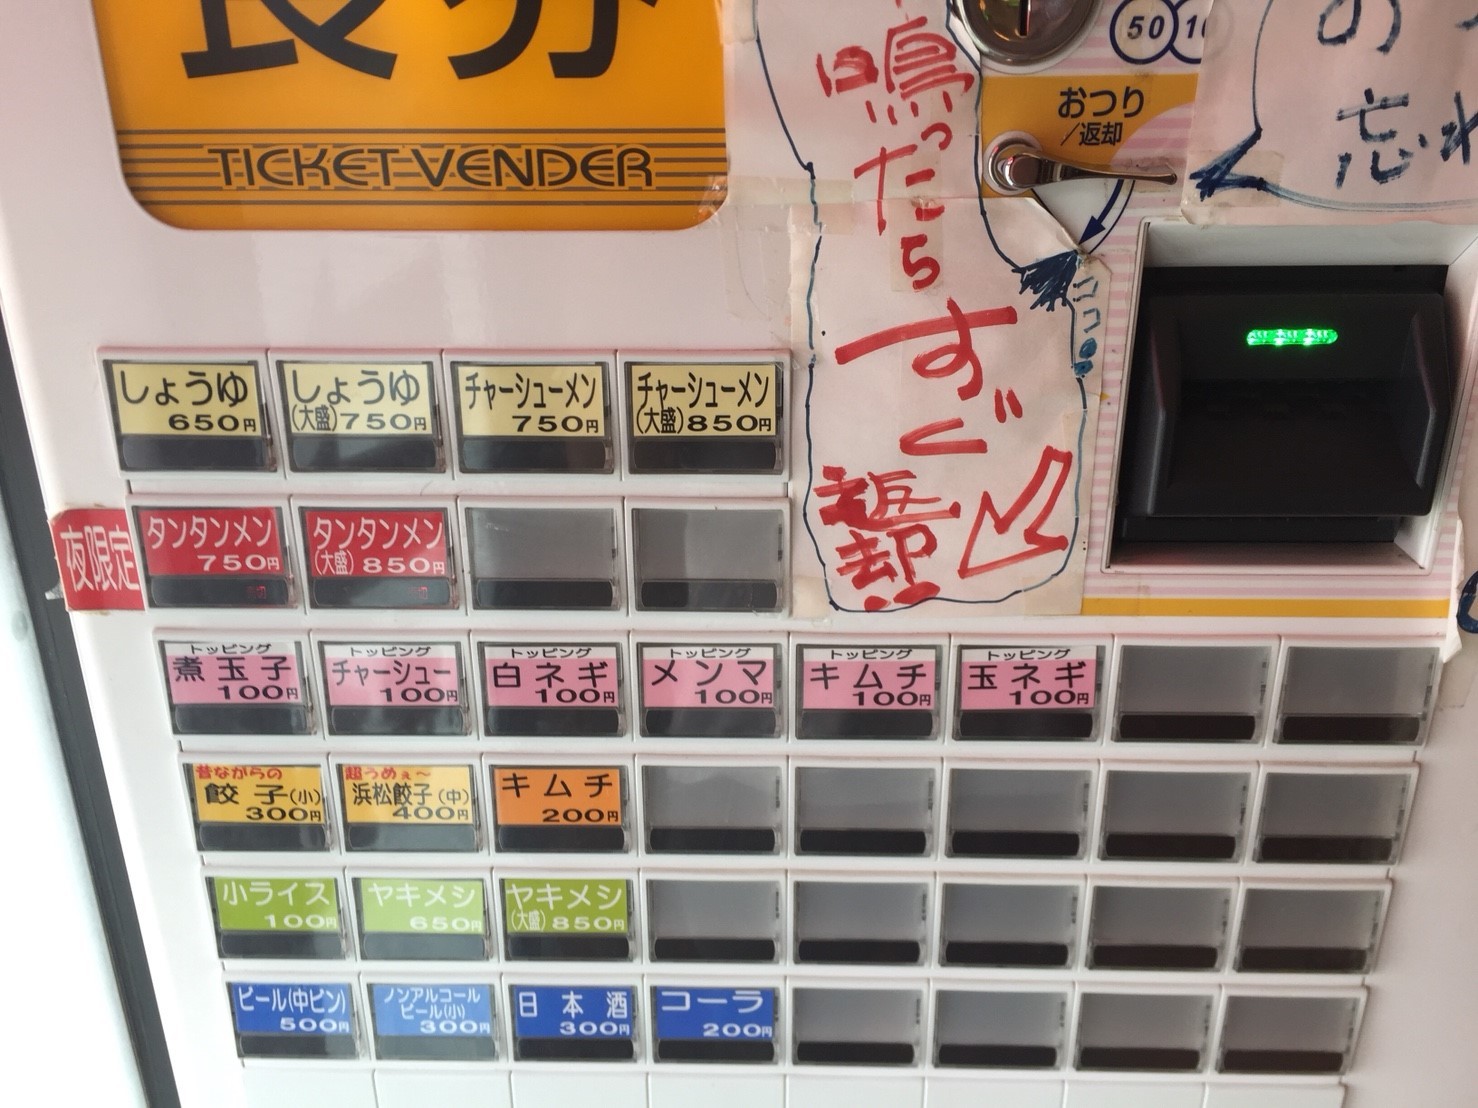 食券
TICKET VENDER
鳴ったら
すぐ
返却
ココ
50 10
おつり
/返却
忘れ
しょうゆ 650円
しょうゆ (大盛)750円
チャーシューメン 750円
チャーシューメン (大盛)850円
夜限定
タンタンメン 750円
タンタンメン (大盛)850円
トッピング 煮玉子 100円
トッピング チャーシュー 100円
トッピング 白ネギ 100円
トッピング メンマ 100円
トッピング キムチ 100円
トッピング 玉ネギ 100円
昔ながらの 餃子(小) 300円
超うめぇ〜 浜松餃子(中) 400円
キムチ 200円
小ライス 100円
ヤキメシ 650円
ヤキメシ (大盛)850円
ビール(中ビン) 500円
ノンアルコール ビール(小) 300円
日本酒 300円
コーラ 200円